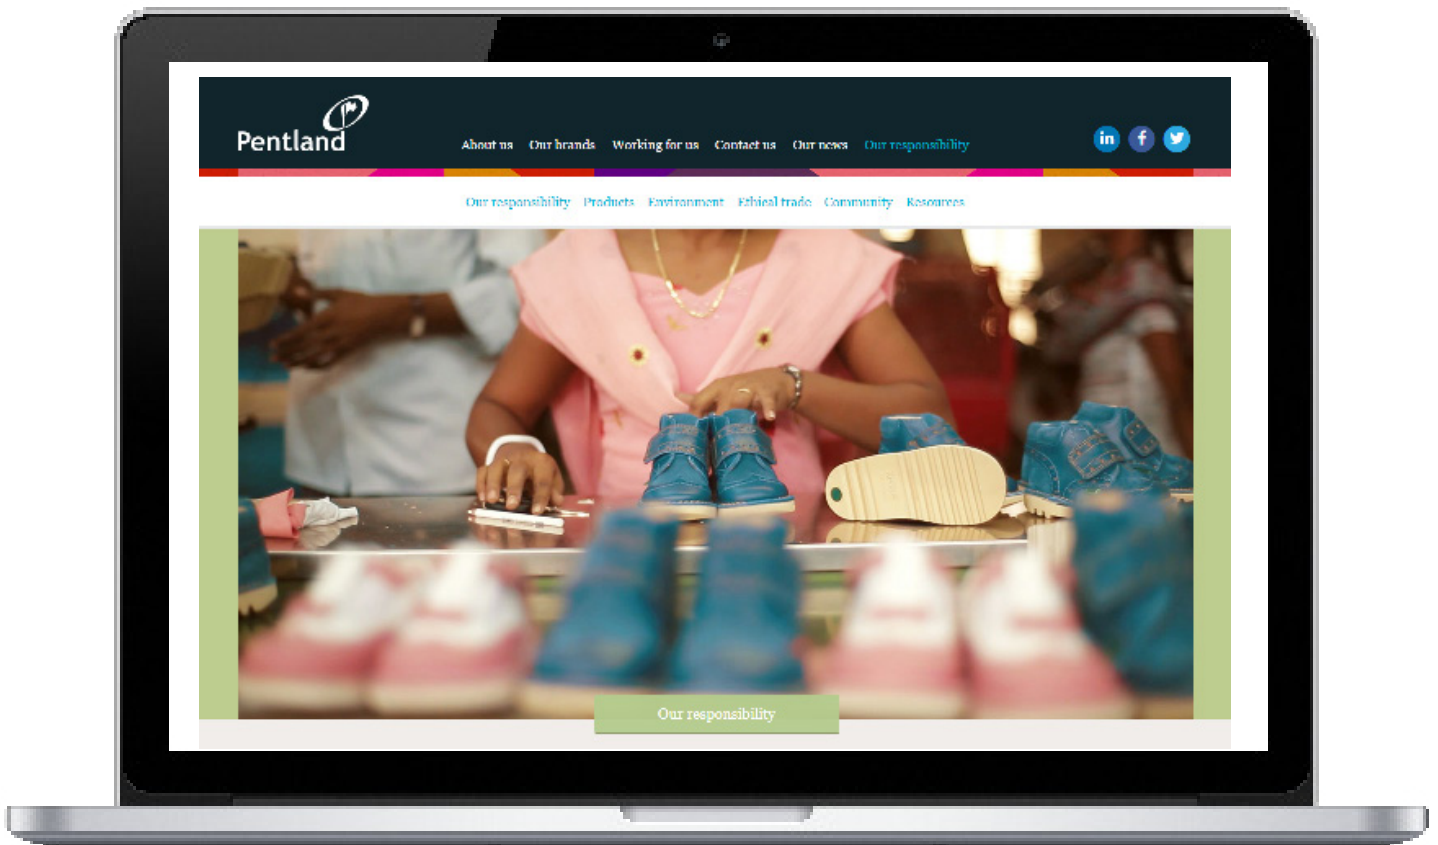 Pentland
About us Our brands Working for us Contact us Our news Our responsibility
in f
Our responsibility Products Environment Ethical trade Community Resources
Our responsibility